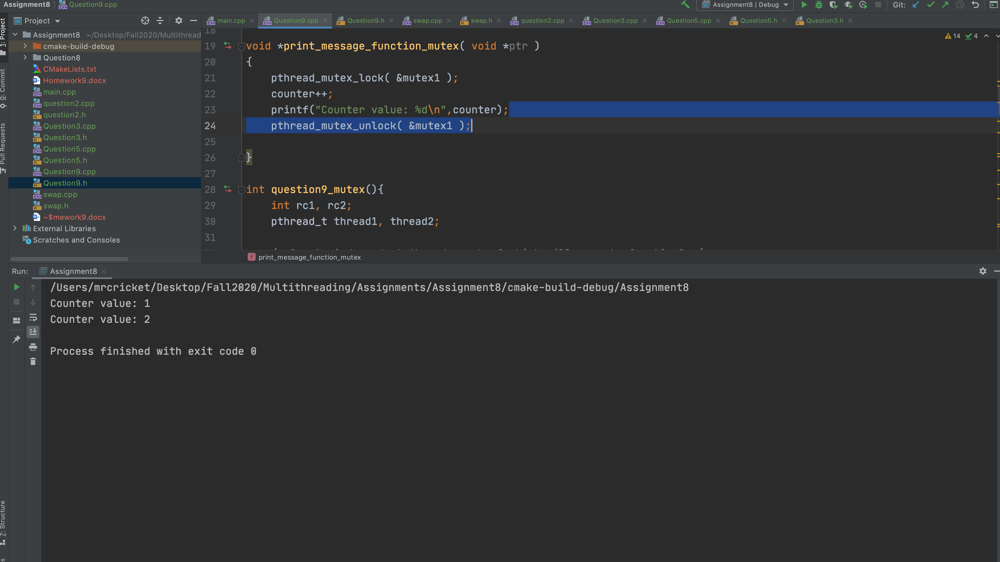 Assignment8 Question9.cpp
Assignment8 | Debug
Git:
1: Project
0: Commit
Pull Requests
7: Structure
Project
Assignment8 ~/Desktop/Fall2020/Multithread
cmake-build-debug
Question8
CMakeLists.txt
Homework9.docx
main.cpp
question2.cpp
question2.h
Question3.cpp
Question3.h
Question5.cpp
Question5.h
Question9.cpp
Question9.h
swap.cpp
swap.h
~$mework9.docx
External Libraries
Scratches and Consoles
main.cpp Question9.cpp Question9.h swap.cpp swap.h question2.cpp Question3.cpp Question5.cpp Question5.h Question3.h
14 4
18
19 void *print_message_function_mutex( void *ptr )
20 {
21 pthread_mutex_lock( &mutex1 );
22 counter++;
23 printf("Counter value: %d\n",counter);
24 pthread_mutex_unlock( &mutex1 );
25
26 }
27
28 int question9_mutex(){
29 int rc1, rc2;
30 pthread_t thread1, thread2;
31
f print_message_function_mutex
Run: Assignment8
/Users/mrcricket/Desktop/Fall2020/Multithreading/Assignments/Assignment8/cmake-build-debug/Assignment8
Counter value: 1
Counter value: 2
Process finished with exit code 0